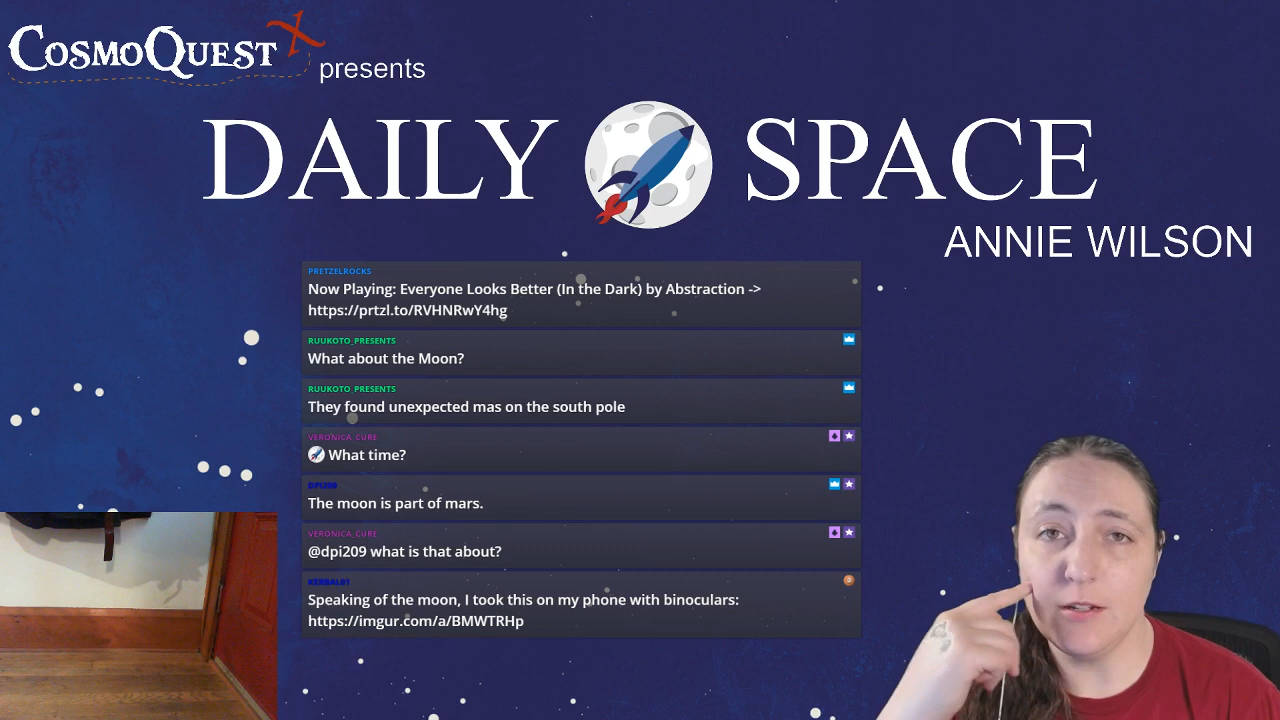 COSMOQUEST X
presents
DAILY SPACE
ANNIE WILSON
PRETZELROCKS
Now Playing: Everyone Looks Better (In the Dark) by Abstraction ->
https://prtzl.to/RVHNRwY4hg
RUUKOTO_PRESENTS
What about the Moon?
RUUKOTO_PRESENTS
They found unexpected mas on the south pole
VERONICA_CURE
What time?
DPI209
The moon is part of mars.
VERONICA_CURE
@dpi209 what is that about?
KERBAL01
Speaking of the moon, I took this on my phone with binoculars:
https://imgur.com/a/BMWTRHp